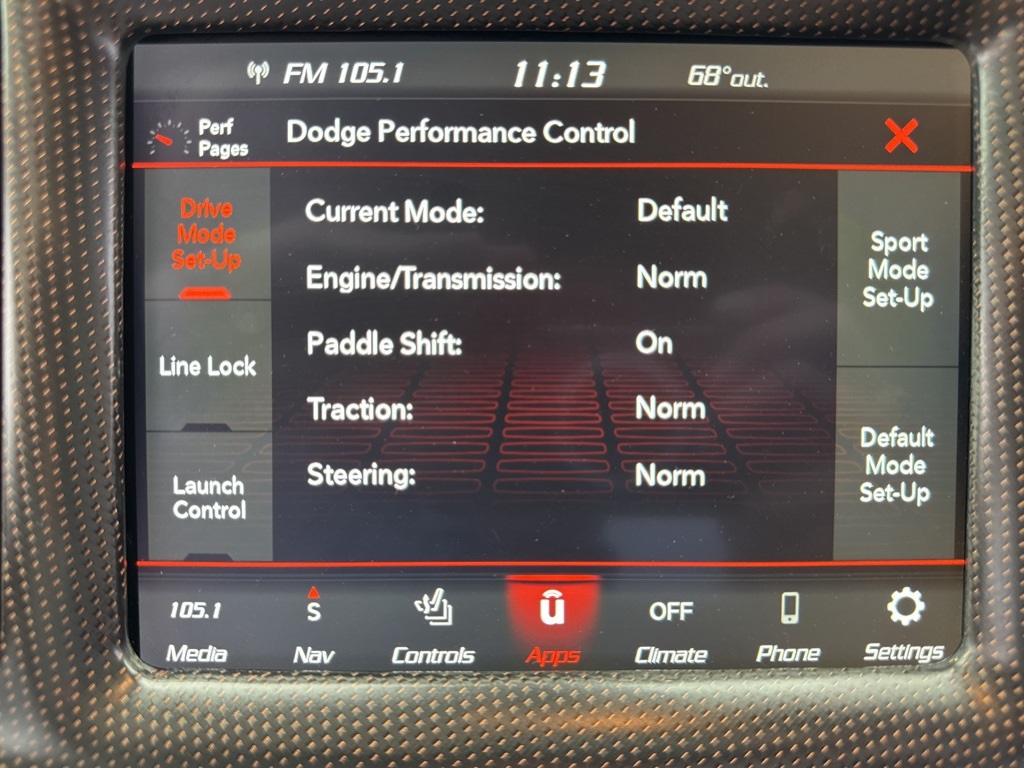 FM 105.1 11:13 68°out.
Perf
Pages
Dodge Performance Control
Drive
Mode
Set-Up
Line Lock
Launch
Control
Current Mode: Default
Engine/Transmission: Norm
Paddle Shift: On
Traction: Norm
Steering: Norm
Sport
Mode
Set-Up
Default
Mode
Set-Up
105.1 S OFF
Media Nav Controls Apps Climate Phone Settings